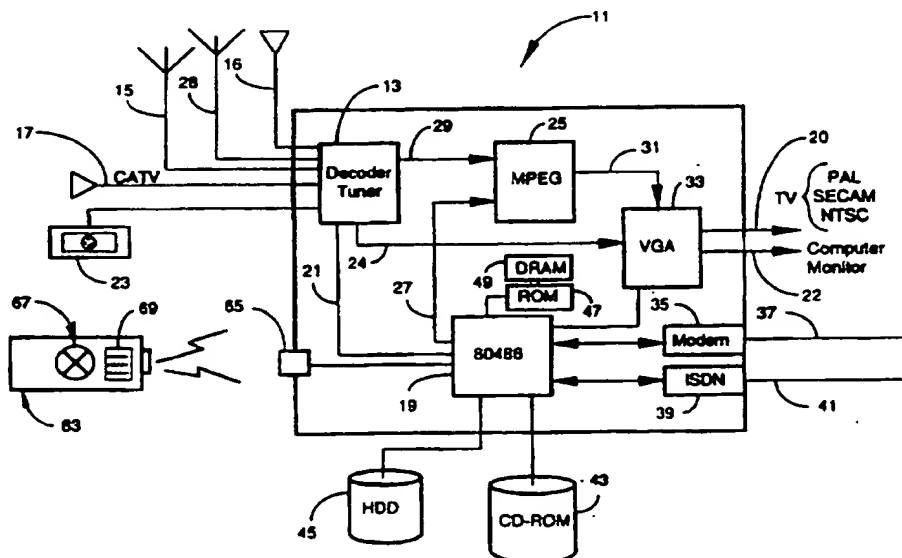 11
16
15
28
13
29
25
20
17
CATV
31
33
Decoder
Tuner
MPEG
TV
PAL
SECAM
NTSC
VGA
Computer
Monitor
23
24
22
21
27
49
DRAM
ROM
47
35
37
67
69
65
80486
Modem
63
19
ISDN
39
41
45
HDD
CD-ROM
43